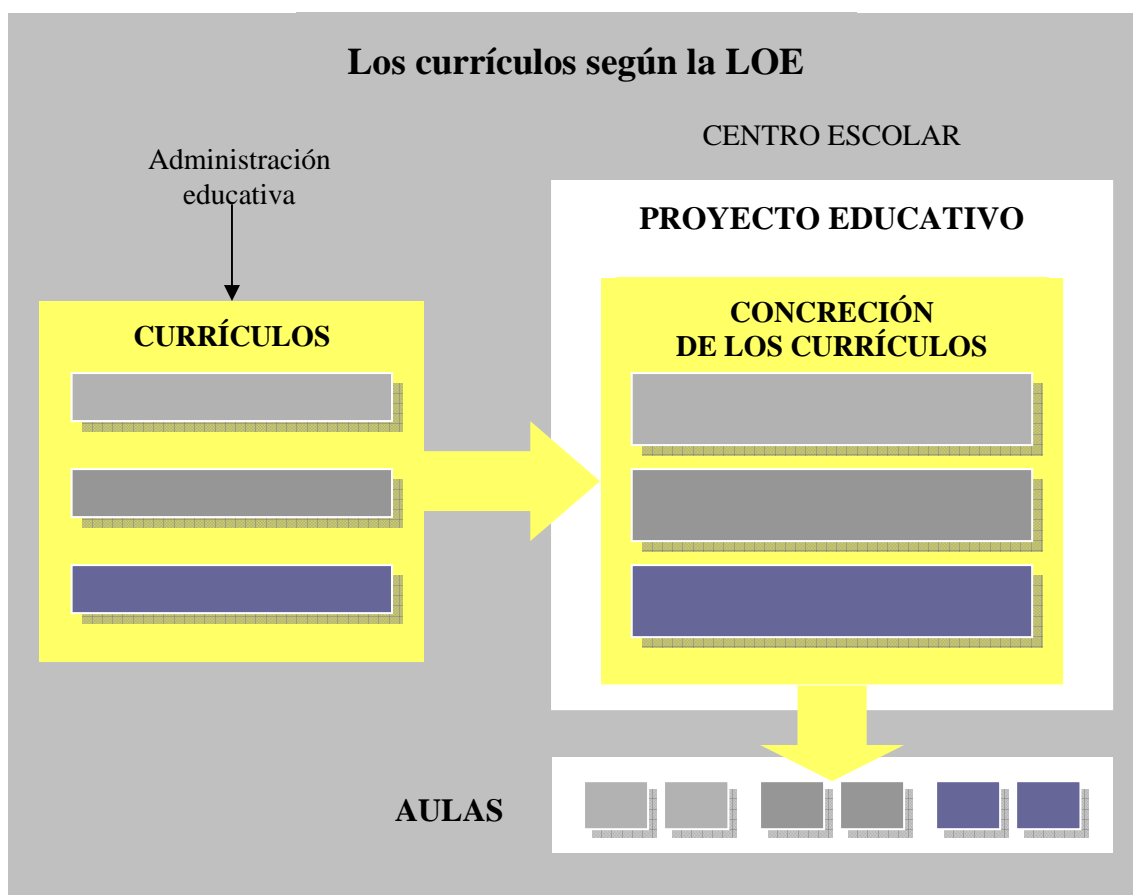 Los currículos según la LOE
CENTRO ESCOLAR
Administración
educativa
PROYECTO EDUCATIVO
CURRÍCULOS
CONCRECIÓN
DE LOS CURRÍCULOS
AULAS